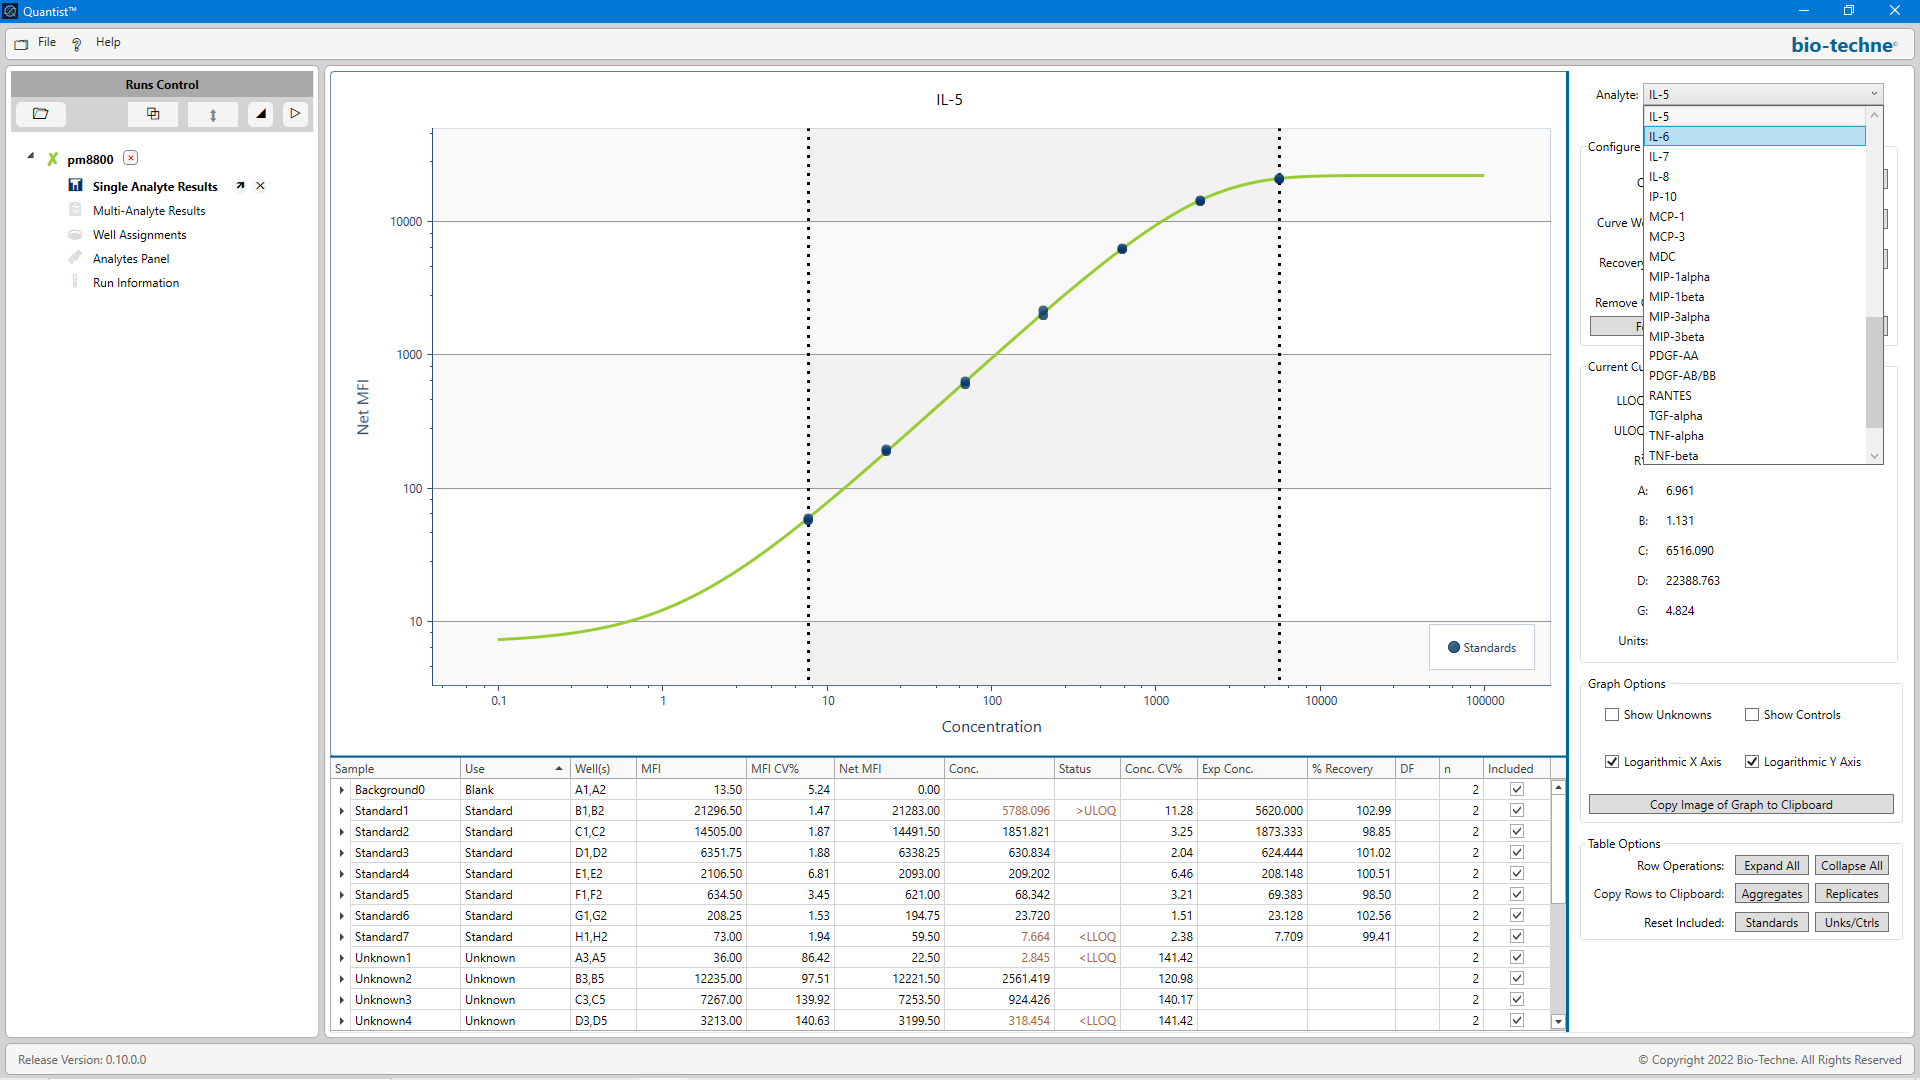 Quantist™
File
Help
bio-techne
Runs Control
pm8800
Single Analyte Results
Multi-Analyte Results
Well Assignments
Analytes Panel
Run Information
IL-5
Net MFI
10000
1000
100
10
0.1 1 10 100 1000 10000 100000
Concentration
Standards
Analyte: IL-5
IL-5
IL-6
IL-7
IL-8
IP-10
MCP-1
MCP-3
MDC
MIP-1alpha
MIP-1beta
MIP-3alpha
MIP-3beta
PDGF-AA
PDGF-AB/BB
RANTES
TGF-alpha
TNF-alpha
TNF-beta
Configure
Curve We
Recovery
Remove
Current Cu
LLOQ
ULOQ
A: 6.961
B: 1.131
C: 6516.090
D: 22388.763
G: 4.824
Units:
Graph Options
Show Unknowns Show Controls
Logarithmic X Axis Logarithmic Y Axis
Copy Image of Graph to Clipboard
Table Options
Row Operations: Expand All Collapse All
Copy Rows to Clipboard: Aggregates Replicates
Reset Included: Standards Unks/Ctrls
Sample Use Well(s) MFI MFI CV% Net MFI Conc. Status Conc. CV% Exp Conc. % Recovery DF n Included
Background0 Blank A1,A2 13.50 5.24 0.00 2
Standard1 Standard B1,B2 21296.50 1.47 21283.00 5788.096 >ULOQ 11.28 5620.000 102.99 2
Standard2 Standard C1,C2 14505.00 1.87 14491.50 1851.821 3.25 1873.333 98.85 2
Standard3 Standard D1,D2 6351.75 1.88 6338.25 630.834 2.04 624.444 101.02 2
Standard4 Standard E1,E2 2106.50 6.81 2093.00 209.202 6.46 208.148 100.51 2
Standard5 Standard F1,F2 634.50 3.45 621.00 68.342 3.21 69.383 98.50 2
Standard6 Standard G1,G2 208.25 1.53 194.75 23.720 1.51 23.128 102.56 2
Standard7 Standard H1,H2 73.00 1.94 59.50 7.664 <LLOQ 2.38 7.709 99.41 2
Unknown1 Unknown A3,A5 36.00 86.42 22.50 2.845 <LLOQ 141.42 2
Unknown2 Unknown B3,B5 12235.00 97.51 12221.50 2561.419 120.98 2
Unknown3 Unknown C3,C5 7267.00 139.92 7253.50 924.426 140.17 2
Unknown4 Unknown D3,D5 3213.00 140.63 3199.50 318.454 <LLOQ 141.42 2
Release Version: 0.10.0.0
© Copyright 2022 Bio-Techne. All Rights Reserved